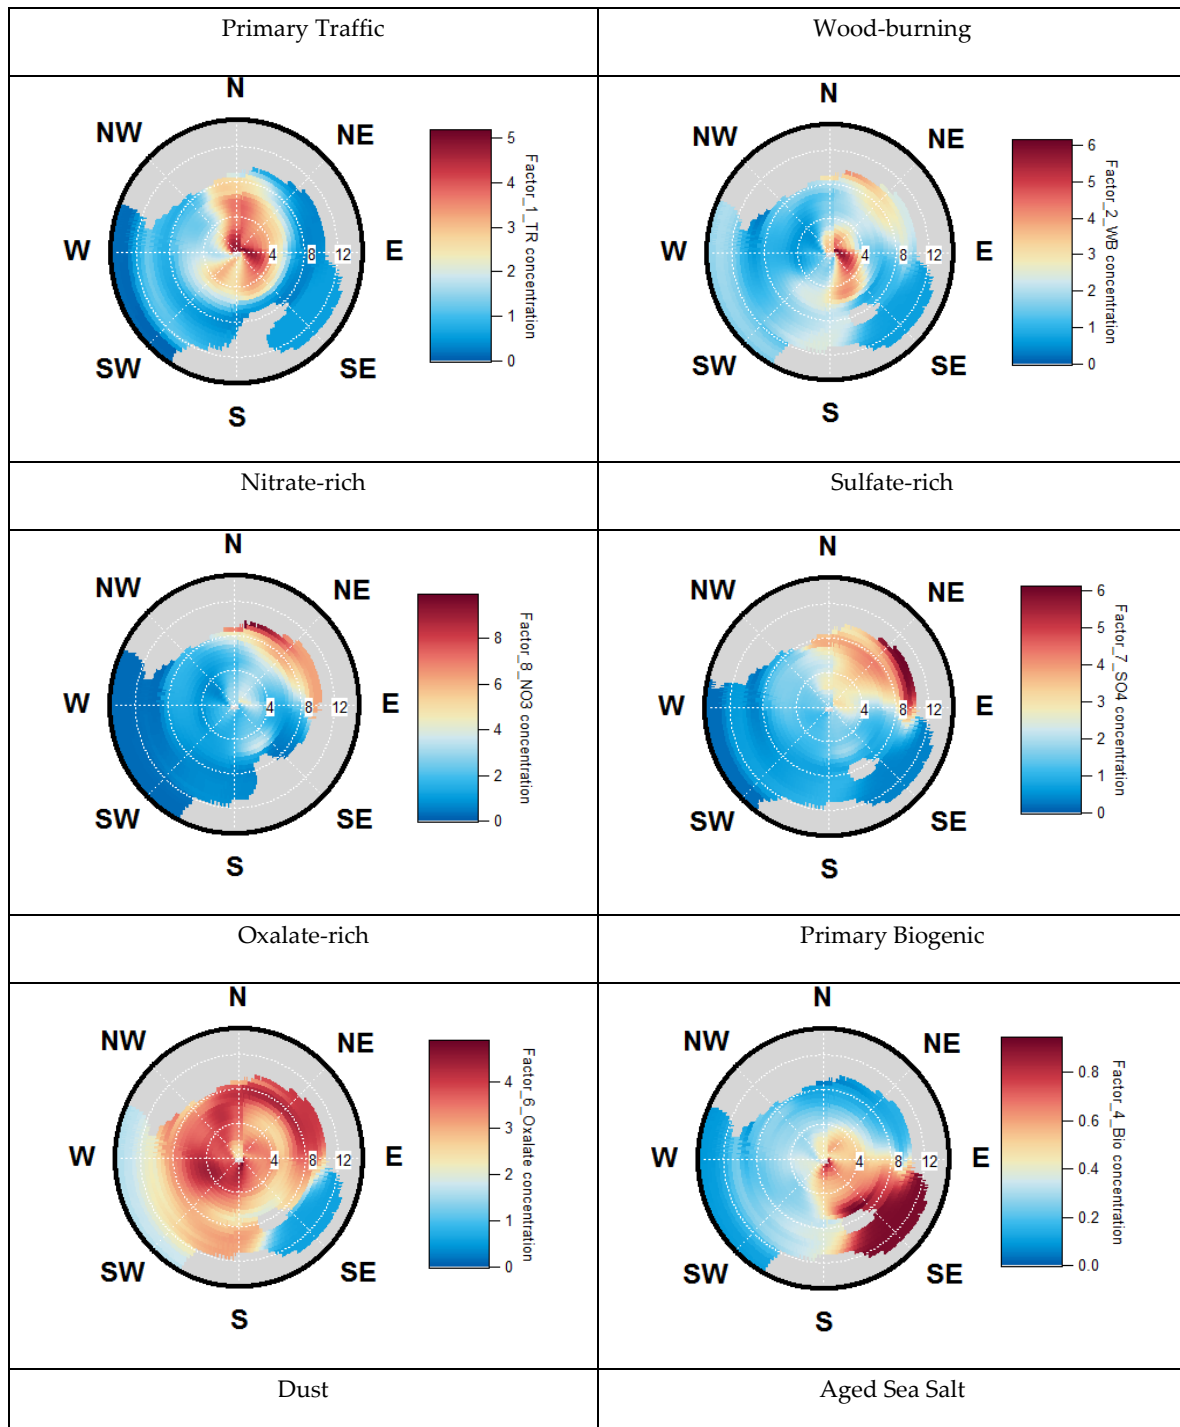 Primary Traffic
Wood-burning
N
NW
NE
W
E
SW
SE
S
4
8
12
5
4
3
2
1
0
Factor_1_TR concentration
N
NW
NE
W
E
SW
SE
S
4
8
12
6
5
4
3
2
1
0
Factor_2_WB concentration
Nitrate-rich
Sulfate-rich
N
NW
NE
W
E
SW
SE
S
4
8
12
8
6
4
2
0
Factor_8_NO3 concentration
N
NW
NE
W
E
SW
SE
S
4
8
12
6
5
4
3
2
1
0
Factor_7_SO4 concentration
Oxalate-rich
Primary Biogenic
N
NW
NE
W
E
SW
SE
S
4
8
12
4
3
2
1
0
Factor_6_Oxalate concentration
N
NW
NE
W
E
SW
SE
S
4
8
12
0.8
0.6
0.4
0.2
0.0
Factor_4_Bio concentration
Dust
Aged Sea Salt